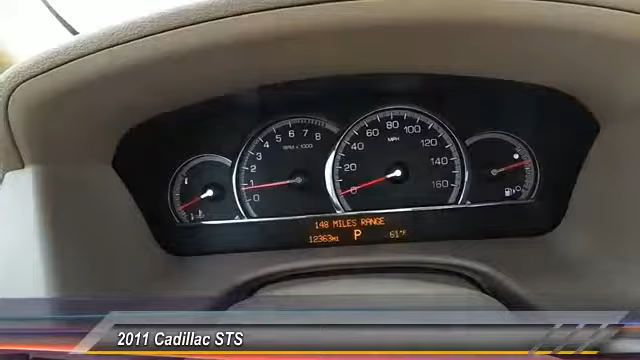 0 1 2 3 4 5 6 7 8
RPM x 1000
0 20 40 60 80 100 120 140 160
MPH
148 MILES RANGE
12363MI P 61°F
2011 Cadillac STS